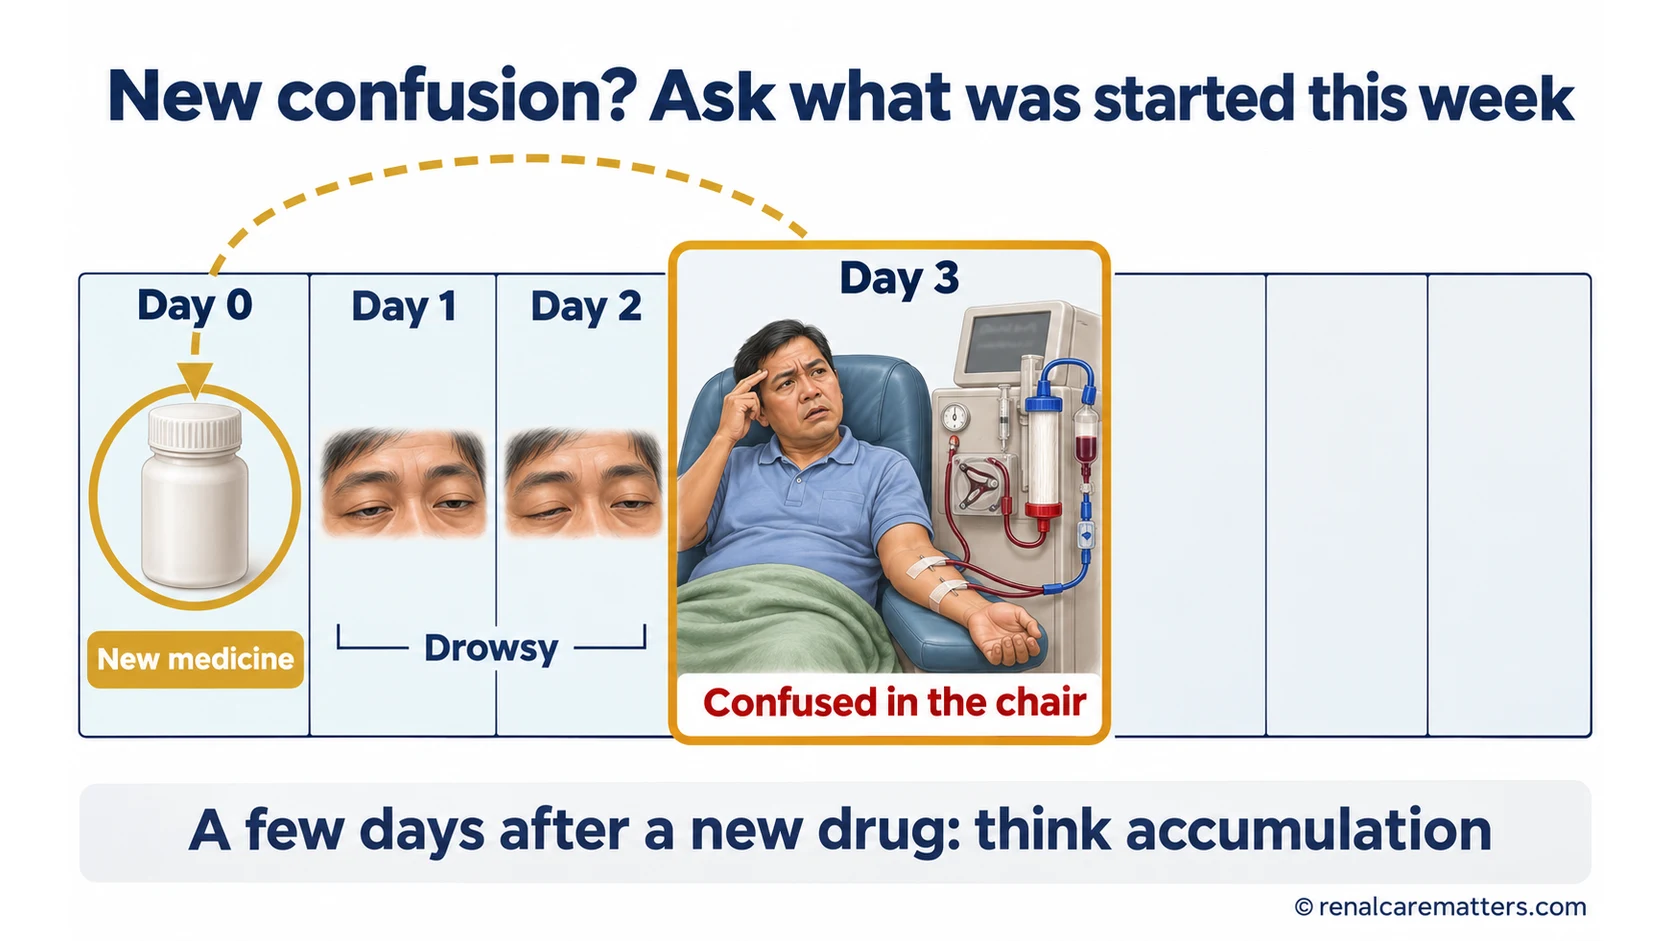 New confusion? Ask what was started this week
Day 0
Day 1
Day 2
Day 3
New medicine
Drowsy
Confused in the chair
A few days after a new drug: think accumulation
© renalcarematters.com